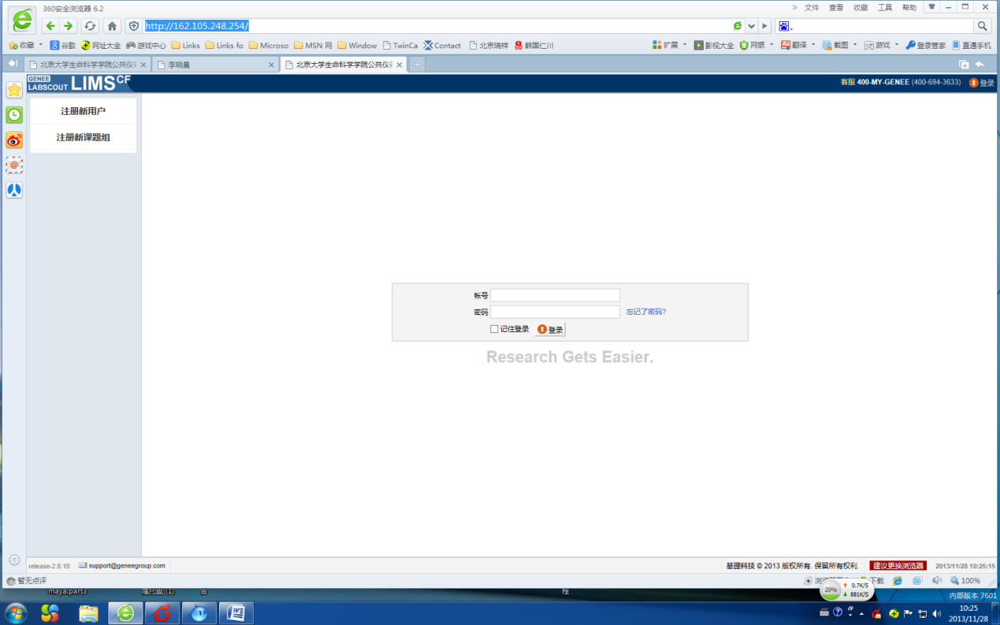 360安全浏览器 6.2
» 文件 查看 收藏 工具 帮助
http://162.105.248.254/
收藏 谷歌 网址大全 游戏中心 Links Links fo Microso MSN 网 Window TwinCa Contact 北京瑞祥 韩国仁川 扩展 影视大全 网银 翻译 截图 游戏 登录管家 直通手机
北京大学生命科学学院公共仪 李晓晨 北京大学生命科学学院公共仪
GENEE
LABSCOUT LIMS CF
客服 400-MY-GENEE (400-694-3633) 登录
注册新用户
注册新课题组
帐号
密码 忘记了密码?
记住登录 登录
Research Gets Easier.
release-2.8.10 support@geneegroup.com 基理科技 © 2013 版权所有. 保留所有权利. 建议更换浏览器 2013/11/28 10:25:15
暂无点评 下载 100%
maya.part3 (1) 程
20% 0.7K/S
881K/S
内部版本 7601
10:25
2013/11/28